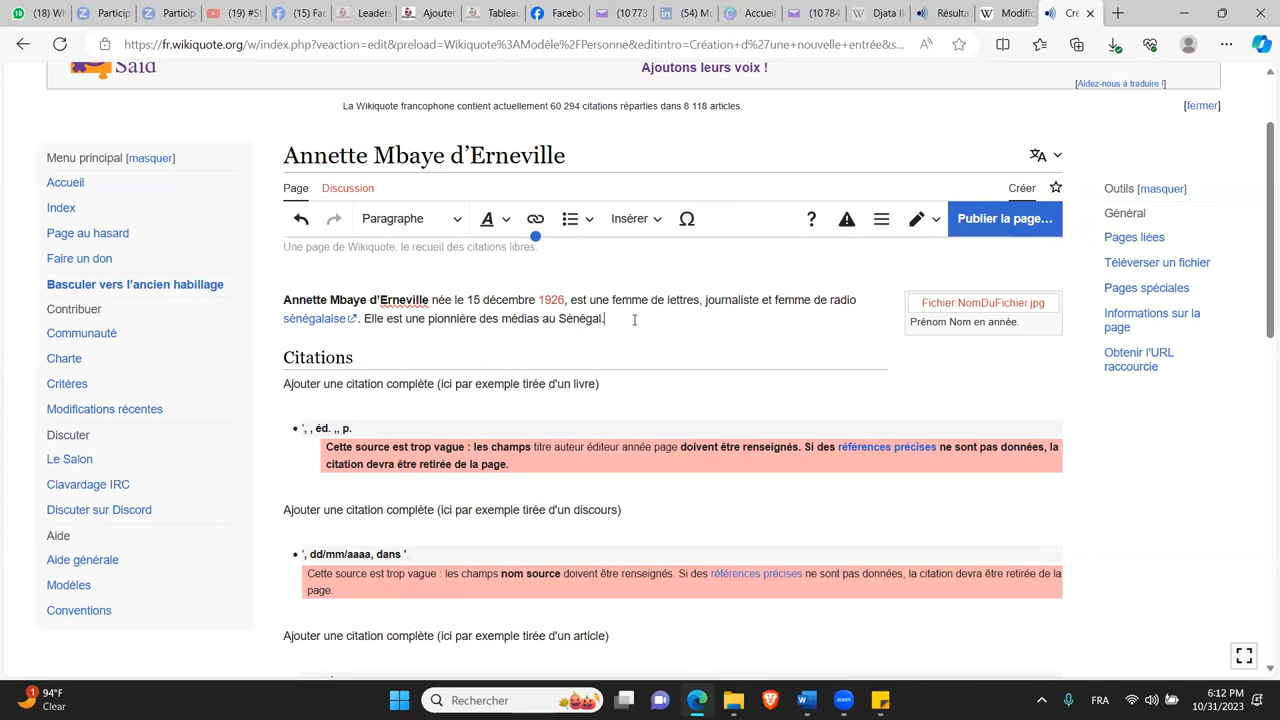 (18) W
Particip
Particip
(19) #S
(3) Fac
Leaders
Ajouter
Tableau
Facebo
(10 773
(54) Mo
Accueil
(10 784
Djata Il
Résulta
Modific
Cré
https://fr.wikiquote.org/w/index.php?veaction=edit&preload=Wikiquote%3AModèle%2FPersonne&editintro=Création+d%27une+nouvelle+entrée&s...
Said
Ajoutons leurs voix !
[Aidez-nous à traduire !]
La Wikiquote francophone contient actuellement 60 294 citations réparties dans 8 118 articles.
[fermer]
Menu principal [masquer]
Accueil
Index
Page au hasard
Faire un don
Basculer vers l'ancien habillage
Contribuer
Communauté
Charte
Critères
Modifications récentes
Discuter
Le Salon
Clavardage IRC
Discuter sur Discord
Aide
Aide générale
Modèles
Conventions
Annette Mbaye d'Erneville
Page Discussion
Créer
Paragraphe
A
Insérer
Ω
?
Publier la page...
Une page de Wikiquote, le recueil des citations libres.
Annette Mbaye d'Erneville née le 15 décembre 1926, est une femme de lettres, journaliste et femme de radio
sénégalaise. Elle est une pionnière des médias au Sénégal.
Fichier:NomDuFichier.jpg
Prénom Nom en année.
Citations
Ajouter une citation complète (ici par exemple tirée d'un livre)
• ', , éd. ,, p.
Cette source est trop vague : les champs titre auteur éditeur année page doivent être renseignés. Si des références précises ne sont pas données, la
citation devra être retirée de la page.
Ajouter une citation complète (ici par exemple tirée d'un discours)
• ', dd/mm/aaaa, dans '.
Cette source est trop vague : les champs nom source doivent être renseignés. Si des références précises ne sont pas données, la citation devra être retirée de la
page.
Ajouter une citation complète (ici par exemple tirée d'un article)
Outils [masquer]
Général
Pages liées
Téléverser un fichier
Pages spéciales
Informations sur la
page
Obtenir l'URL
raccourcie
1
94°F
Clear
Rechercher
FRA
6:12 PM
10/31/2023